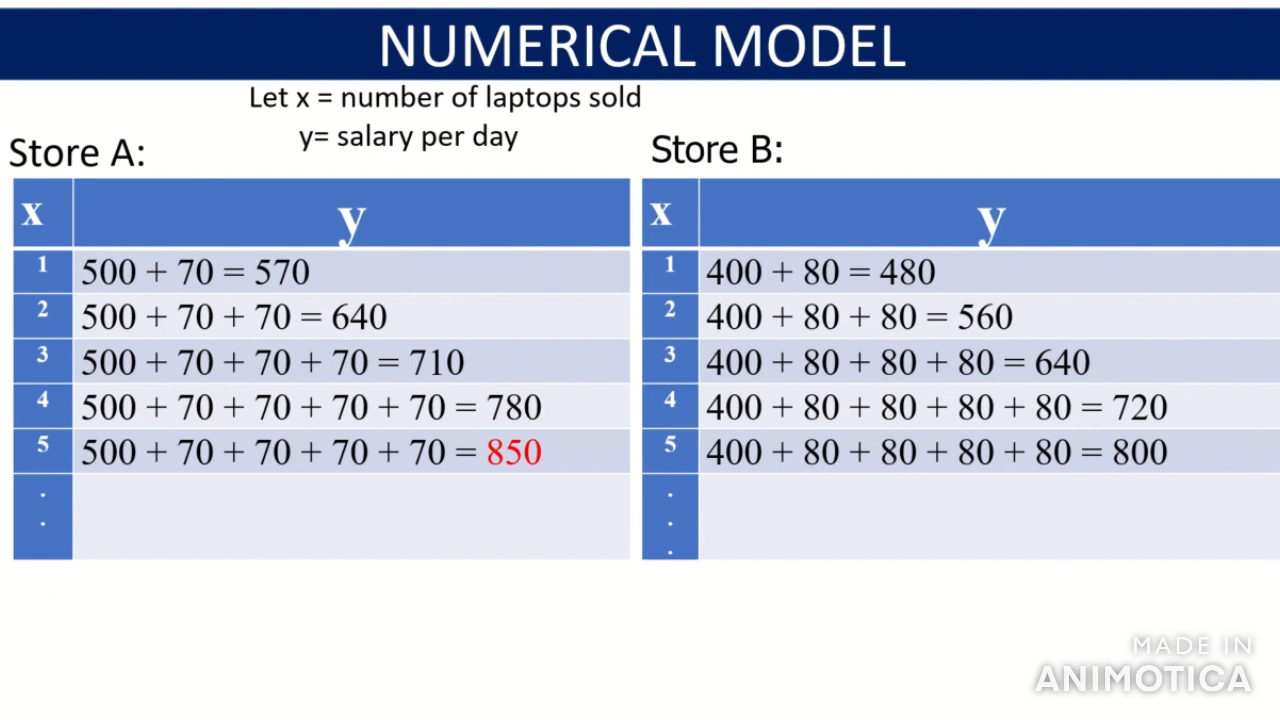 NUMERICAL MODEL
Let x = number of laptops sold
y= salary per day
Store A:
x y
1 500 + 70 = 570
2 500 + 70 + 70 = 640
3 500 + 70 + 70 + 70 = 710
4 500 + 70 + 70 + 70 + 70 = 780
5 500 + 70 + 70 + 70 + 70 = 850
.
.
Store B:
x y
1 400 + 80 = 480
2 400 + 80 + 80 = 560
3 400 + 80 + 80 + 80 = 640
4 400 + 80 + 80 + 80 + 80 = 720
5 400 + 80 + 80 + 80 + 80 = 800
.
.
.
MADE IN
ANIMOTICA